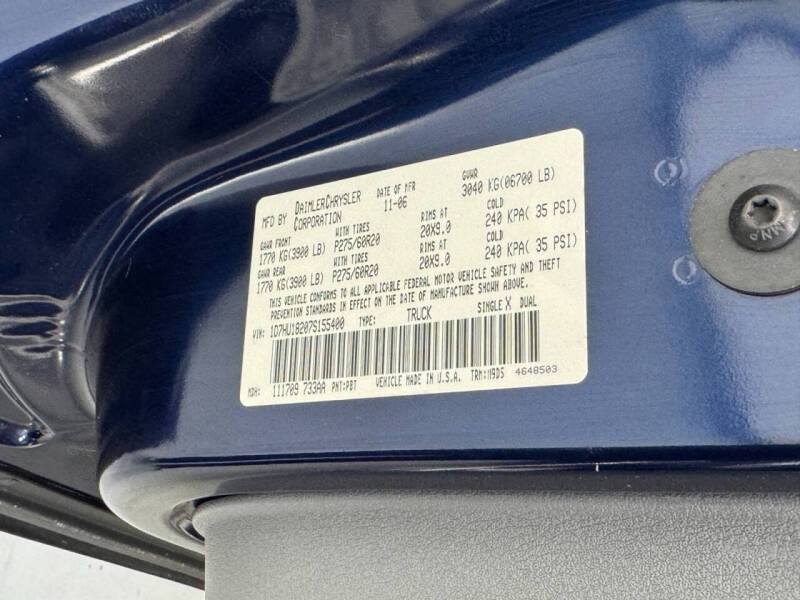 MFD BY DAIMLERCHRYSLER CORPORATION DATE OF MFR 11-06 GVWR 3040 KG(06700 LB)
GAWR FRONT WITH TIRES RIMS AT COLD
1770 KG(3900 LB) P275/60R20 20X9.0 240 KPA( 35 PSI)
GAWR REAR WITH TIRES RIMS AT COLD
1770 KG(3900 LB) P275/60R20 20X9.0 240 KPA( 35 PSI)
THIS VEHICLE CONFORMS TO ALL APPLICABLE FEDERAL MOTOR VEHICLE SAFETY AND THEFT
PREVENTION STANDARDS IN EFFECT ON THE DATE OF MANUFACTURE SHOWN ABOVE.
VIN: 1D7HU18207S155400 TYPE: TRUCK SINGLE X DUAL
MDH: 111709 733AA PNT:PBT VEHICLE MADE IN U.S.A. TRM:M9D5 4648503